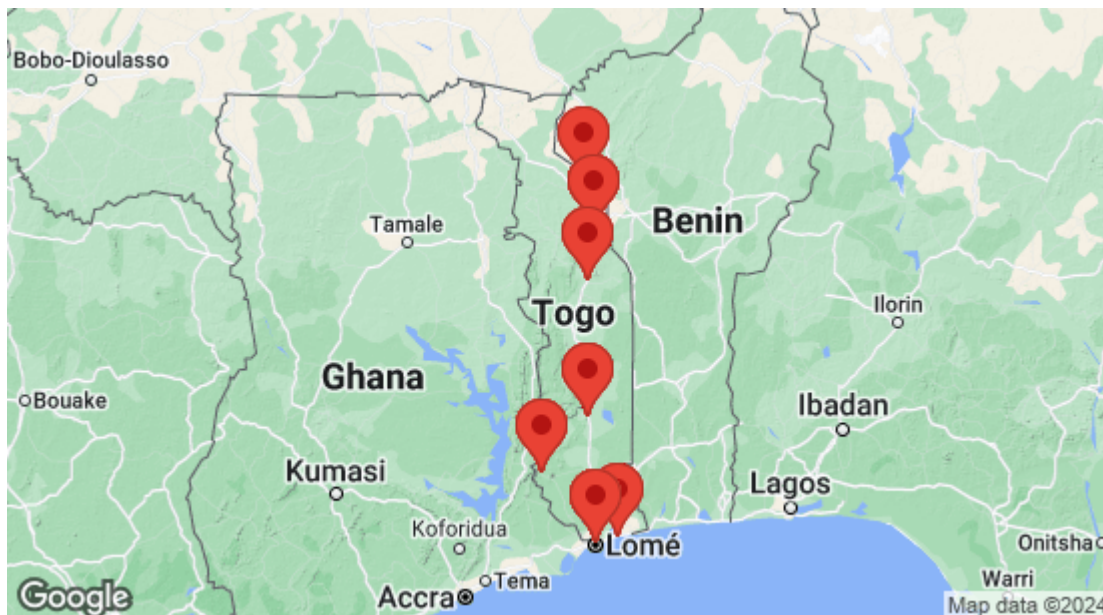 Bobo-Dioulasso
Tamale
Benin
Togo
Ilorin
Ghana
Bouake
Ibadan
Kumasi
Lagos
Koforidua
Lomé
Onitsha
Tema
Accra
Warri
Google
Map data ©2024